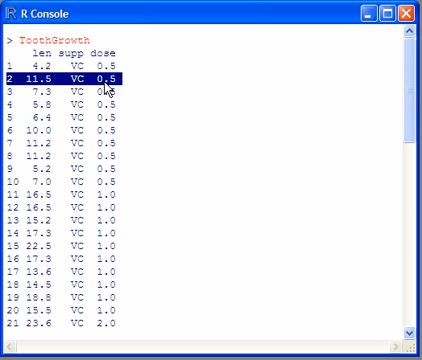 R Console
> ToothGrowth
len supp dose
1 4.2 VC 0.5
2 11.5 VC 0.5
3 7.3 VC 0.5
4 5.8 VC 0.5
5 6.4 VC 0.5
6 10.0 VC 0.5
7 11.2 VC 0.5
8 11.2 VC 0.5
9 5.2 VC 0.5
10 7.0 VC 0.5
11 16.5 VC 1.0
12 16.5 VC 1.0
13 15.2 VC 1.0
14 17.3 VC 1.0
15 22.5 VC 1.0
16 17.3 VC 1.0
17 13.6 VC 1.0
18 14.5 VC 1.0
19 18.8 VC 1.0
20 15.5 VC 1.0
21 23.6 VC 2.0